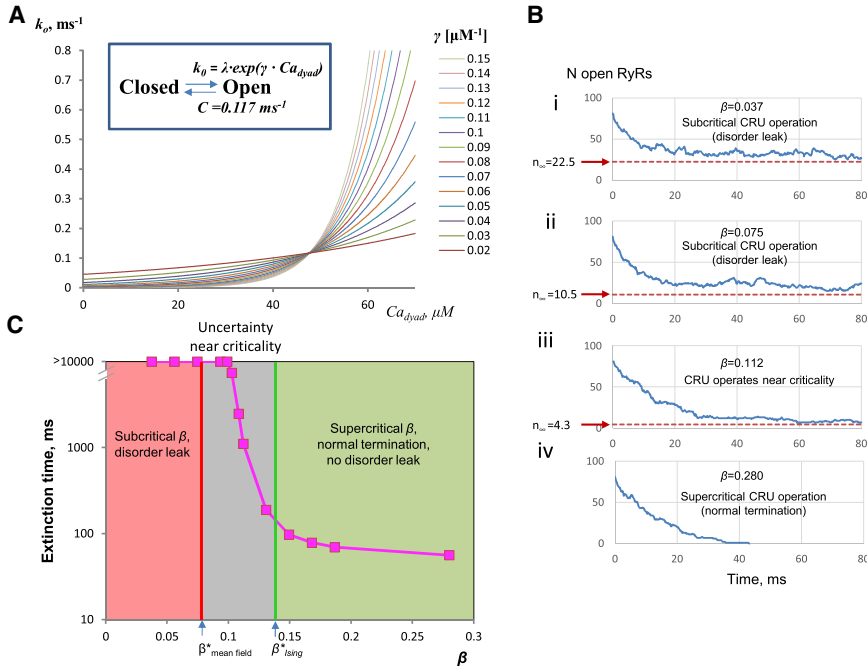 A
kₒ, ms⁻¹
γ [μM⁻¹]
k₀ = λ·exp(γ · Ca_dyad)
Closed Open
C =0.117 ms⁻¹
0.8
0.7
0.6
0.5
0.4
0.3
0.2
0.1
0
0 20 40 60
Ca_dyad, μM
0.15
0.14
0.13
0.12
0.11
0.1
0.09
0.08
0.07
0.06
0.05
0.04
0.03
0.02
B
N open RyRs
i
100
50
0
β=0.037
Subcritical CRU operation
(disorder leak)
n∞=22.5
0 20 40 60 80
ii
100
50
0
β=0.075
Subcritical CRU operation
(disorder leak)
n∞=10.5
0 20 40 60 80
iii
100
50
0
β=0.112
CRU operates near criticality
n∞=4.3
0 20 40 60 80
iv
100
50
0
β=0.280
Supercritical CRU operation
(normal termination)
0 20 40 60 80
Time, ms
C
Uncertainty
near criticality
Extinction time, ms
>10000
1000
100
10
Subcritical β,
disorder leak
Supercritical β,
normal termination,
no disorder leak
0 0.05 0.1 0.15 0.2 0.25 0.3
β*mean field
β*Ising
β